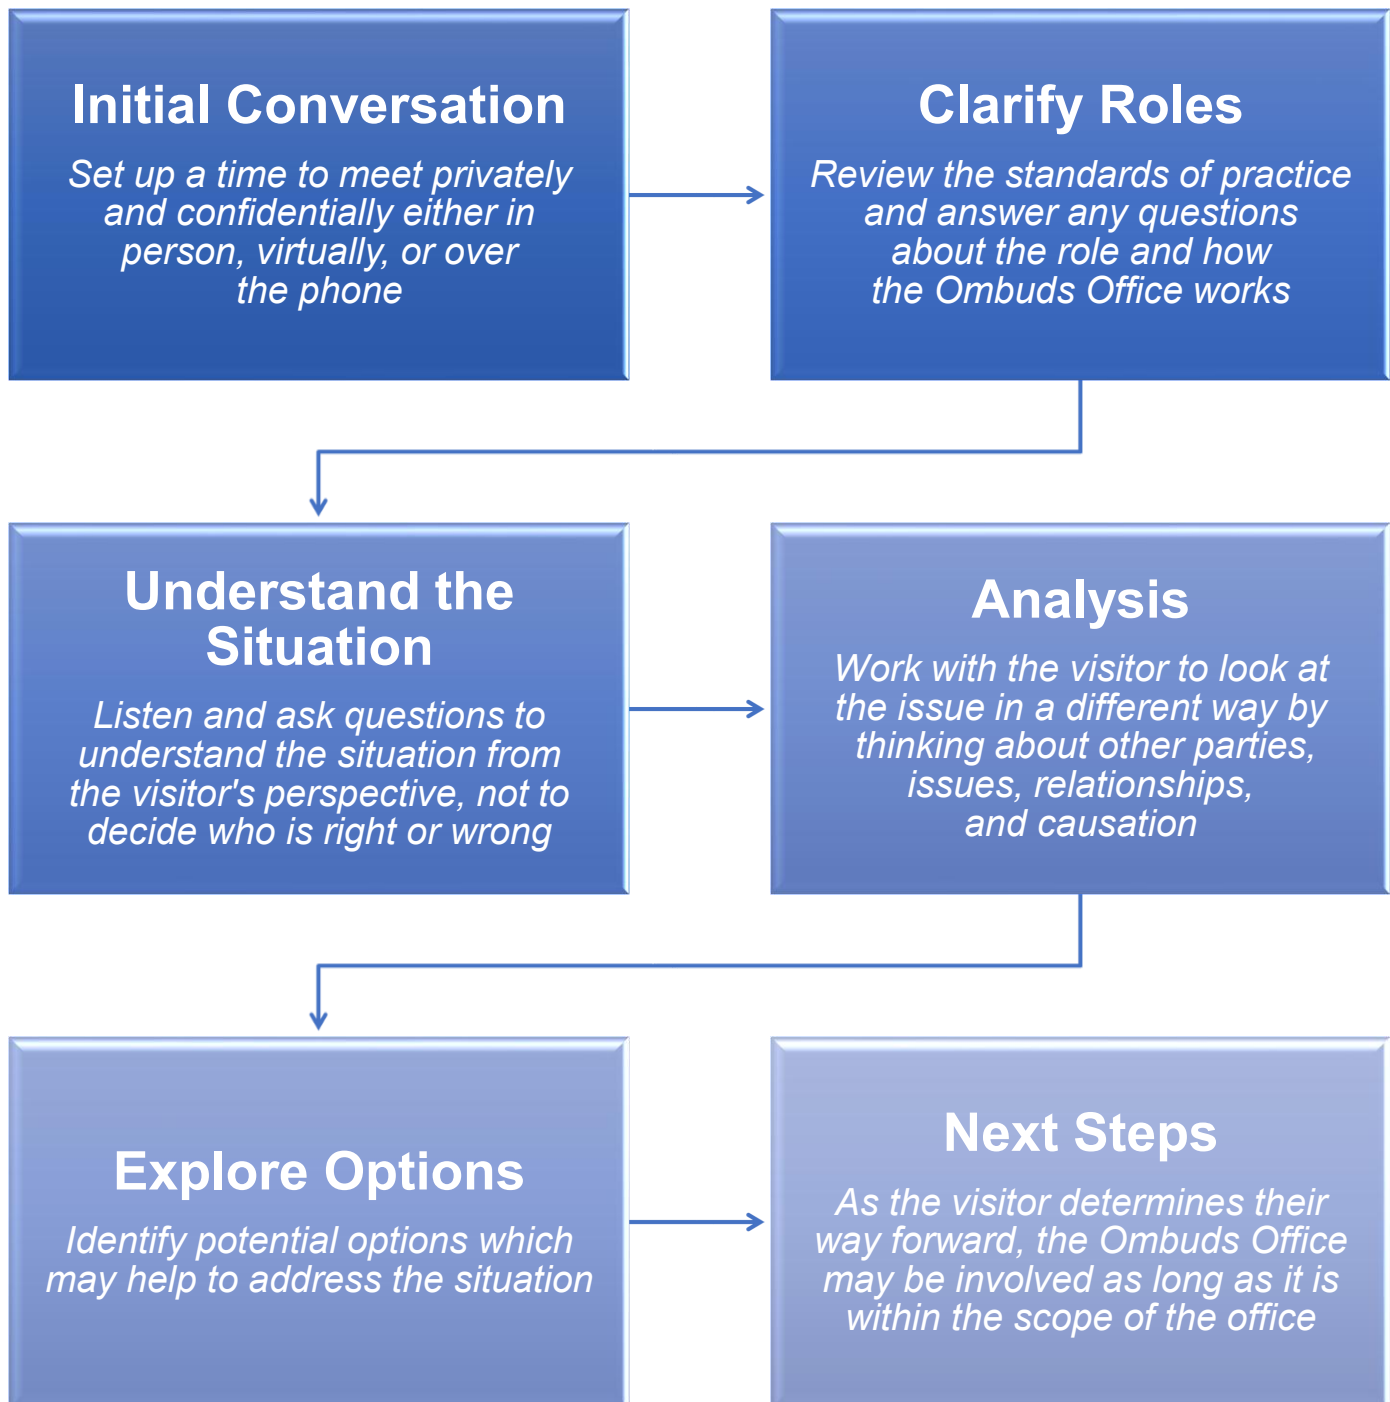 Initial Conversation
Set up a time to meet privately
and confidentially either in
person, virtually, or over
the phone
Clarify Roles
Review the standards of practice
and answer any questions
about the role and how
the Ombuds Office works
Understand the
Situation
Listen and ask questions to
understand the situation from
the visitor's perspective, not to
decide who is right or wrong
Analysis
Work with the visitor to look at
the issue in a different way by
thinking about other parties,
issues, relationships,
and causation
Explore Options
Identify potential options which
may help to address the situation
Next Steps
As the visitor determines their
way forward, the Ombuds Office
may be involved as long as it is
within the scope of the office